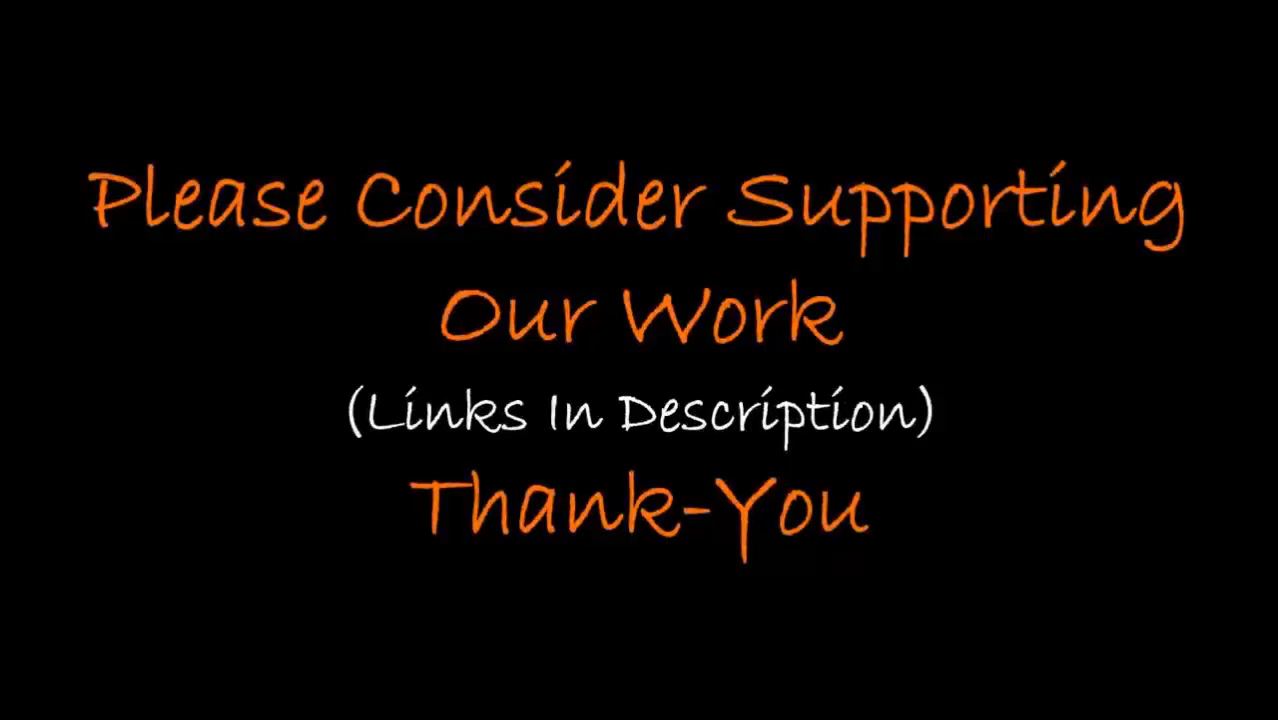 Please Consider Supporting
Our Work
(Links In Description)
Thank-You